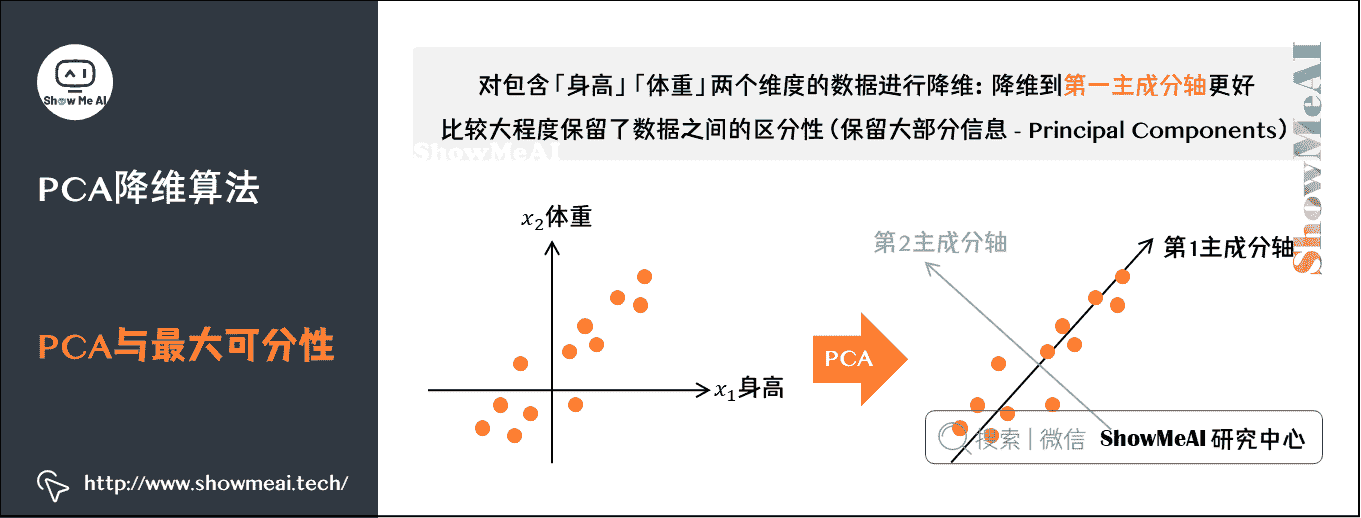 Show Me AI
PCA降维算法
PCA与最大可分性
http://www.showmeai.tech/
对包含「身高」「体重」两个维度的数据进行降维：降维到第一主成分轴更好
比较大程度保留了数据之间的区分性（保留大部分信息 - Principal Components）
ShowMeAI
ShowMeAI
x₂体重
x₁身高
PCA
第2主成分轴
第1主成分轴
搜索 | 微信 ShowMeAI 研究中心